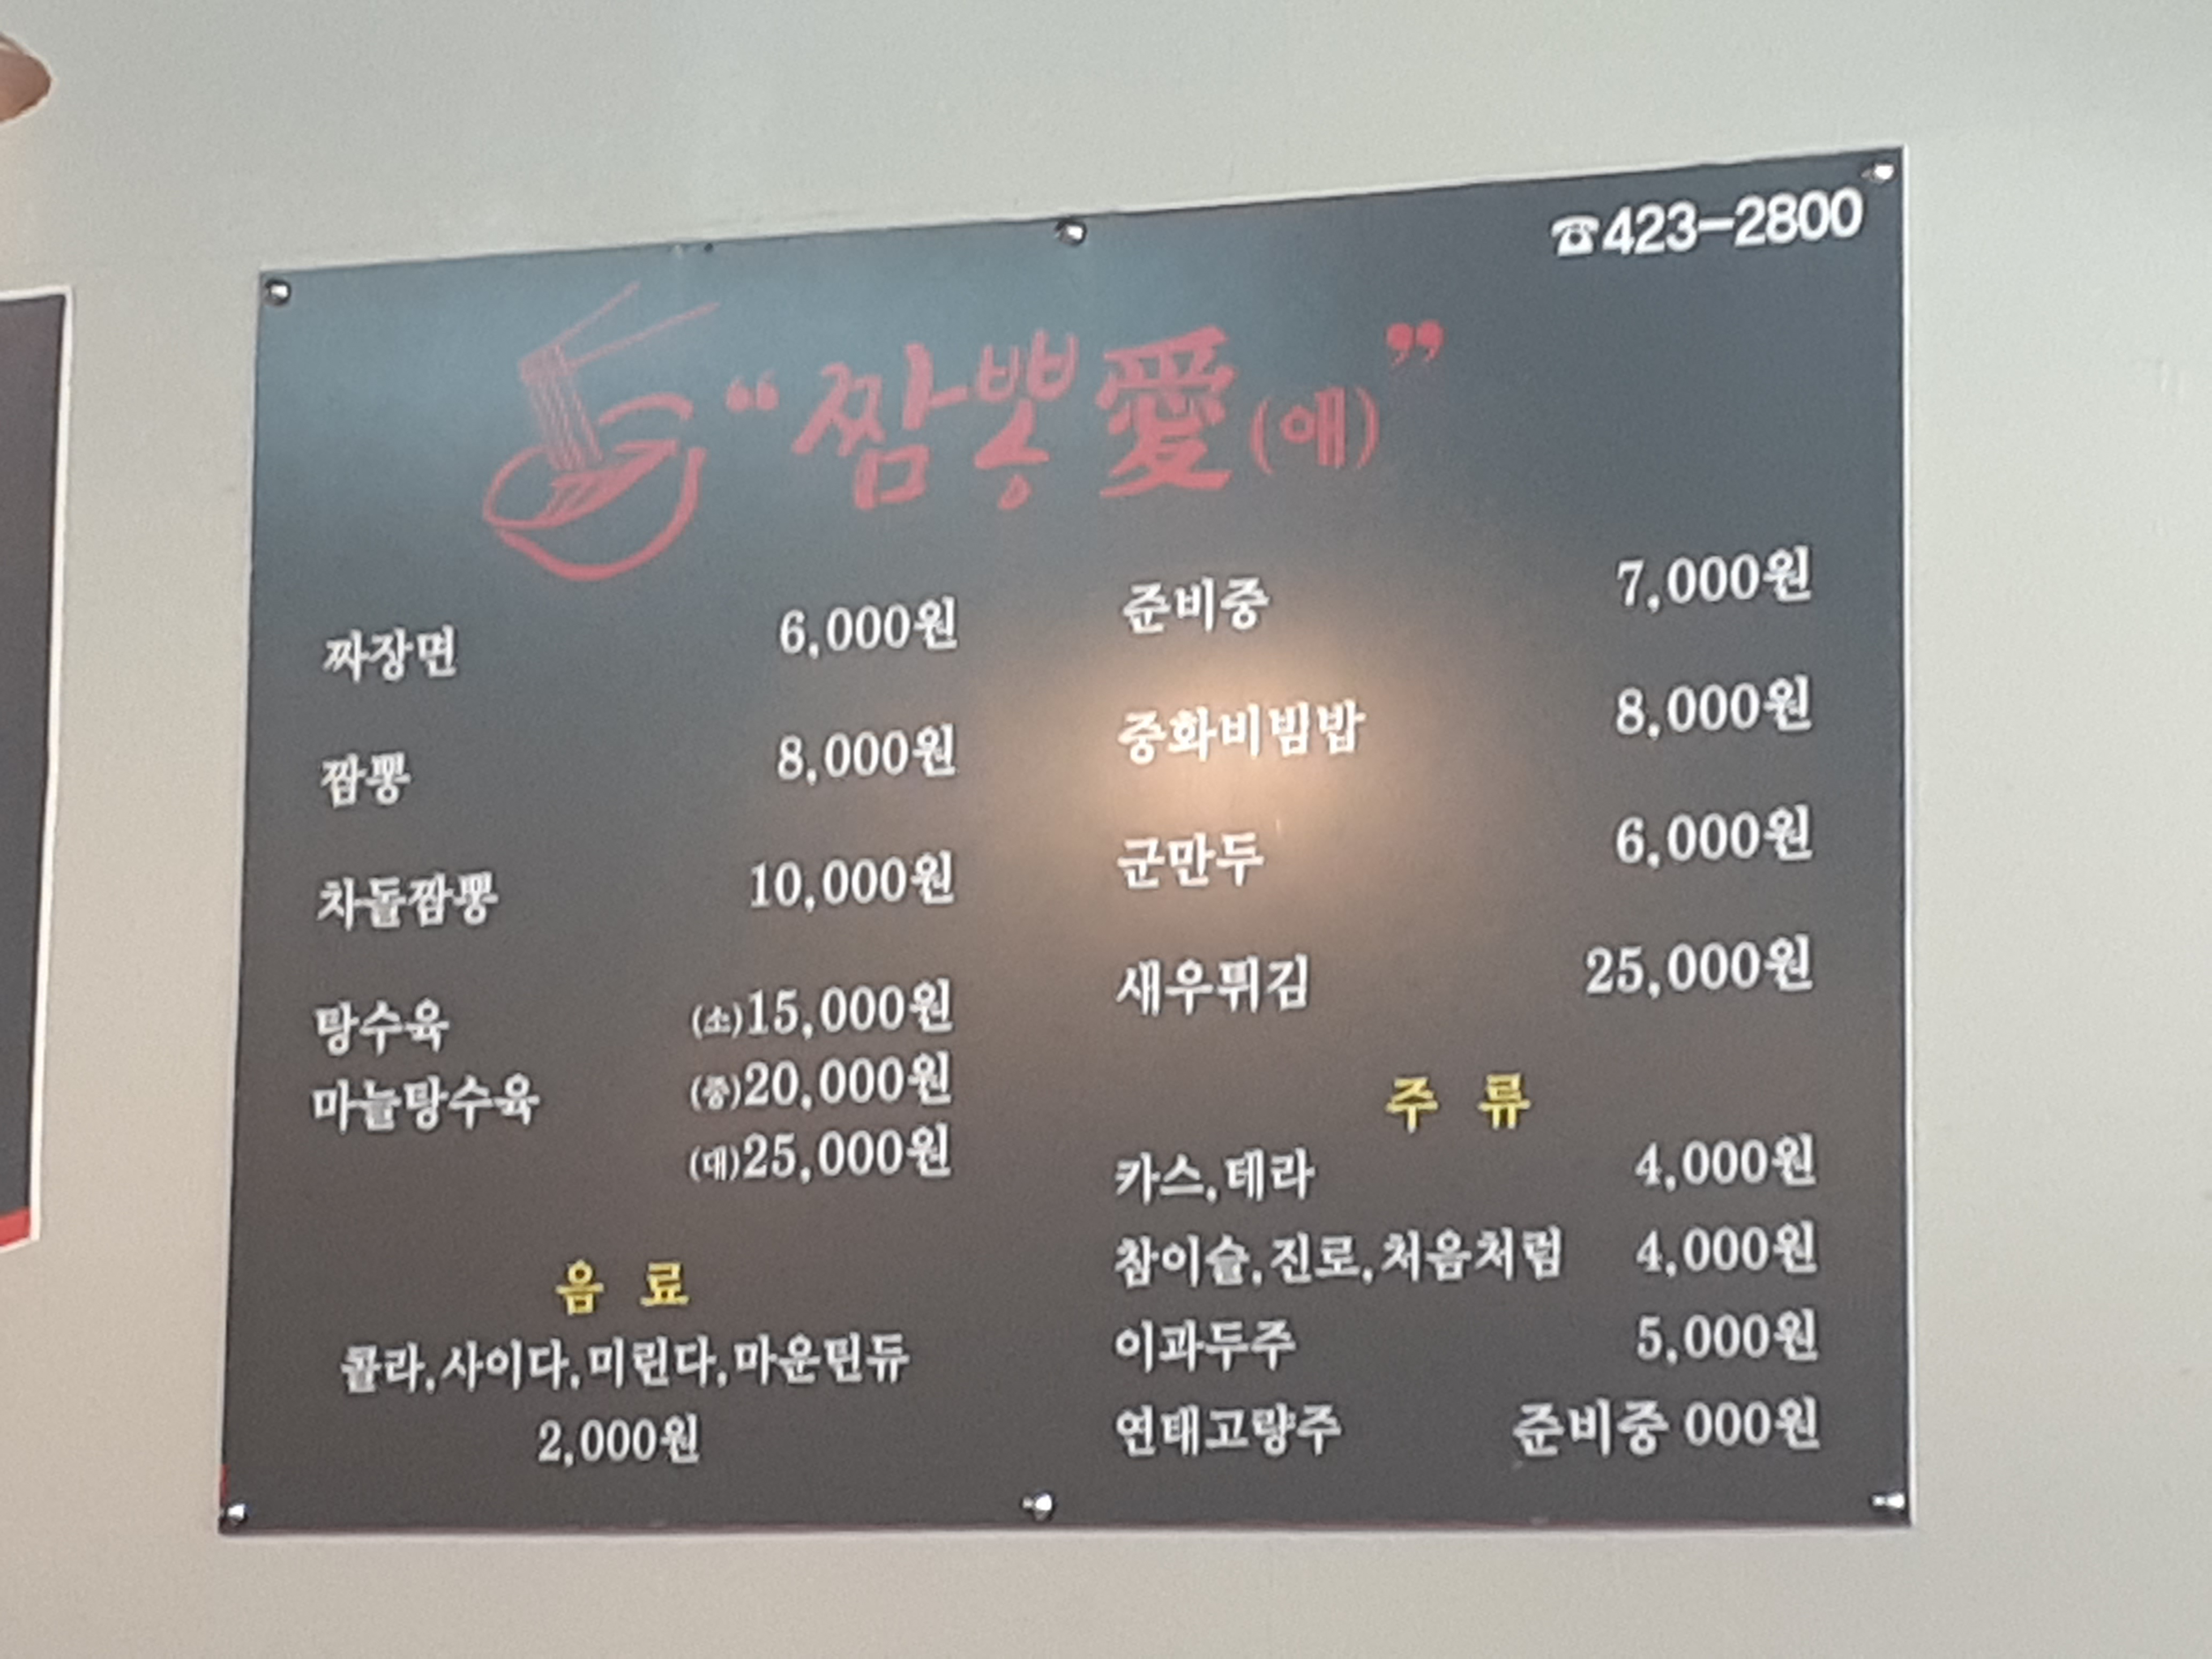 ☎423-2800
“짬뽕愛(애)”
짜장면 6,000원
짬뽕 8,000원
차돌짬뽕 10,000원
탕수육 (소)15,000원
마늘탕수육 (중)20,000원
(대)25,000원
음 료
콜라,사이다,미린다,마운틴듀
2,000원
준비중 7,000원
중화비빔밥 8,000원
군만두 6,000원
새우튀김 25,000원
주 류
카스,테라 4,000원
참이슬,진로,처음처럼 4,000원
이과두주 5,000원
연태고량주 준비중 000원